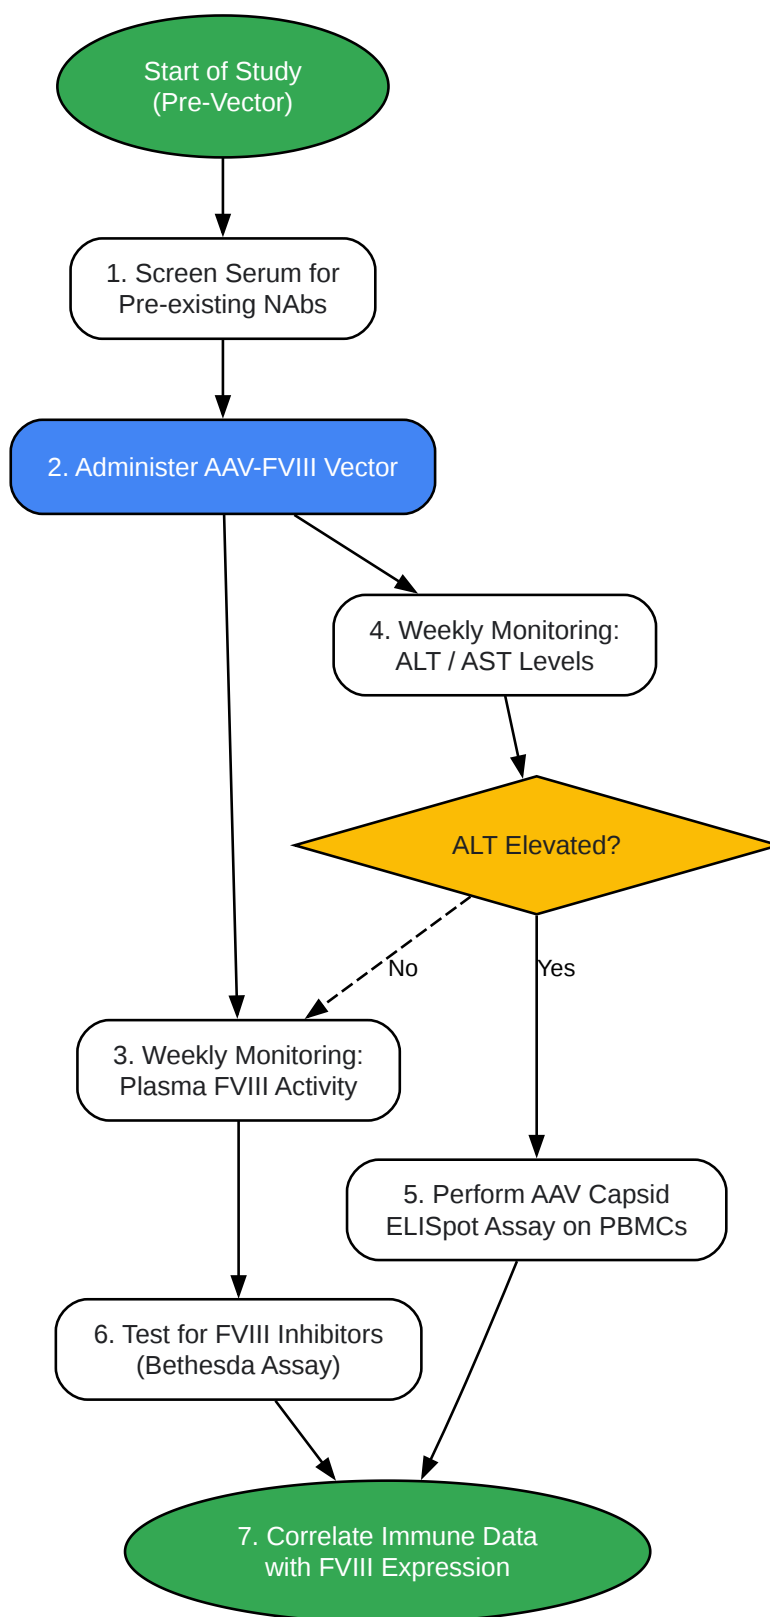 Start of Study
(Pre-Vector)
1. Screen Serum for
Pre-existing NAbs
2. Administer AAV-FVIII Vector
4. Weekly Monitoring:
ALT / AST Levels
ALT Elevated?
No
Yes
3. Weekly Monitoring:
Plasma FVIII Activity
5. Perform AAV Capsid
ELISpot Assay on PBMCs
6. Test for FVIII Inhibitors
(Bethesda Assay)
7. Correlate Immune Data
with FVIII Expression